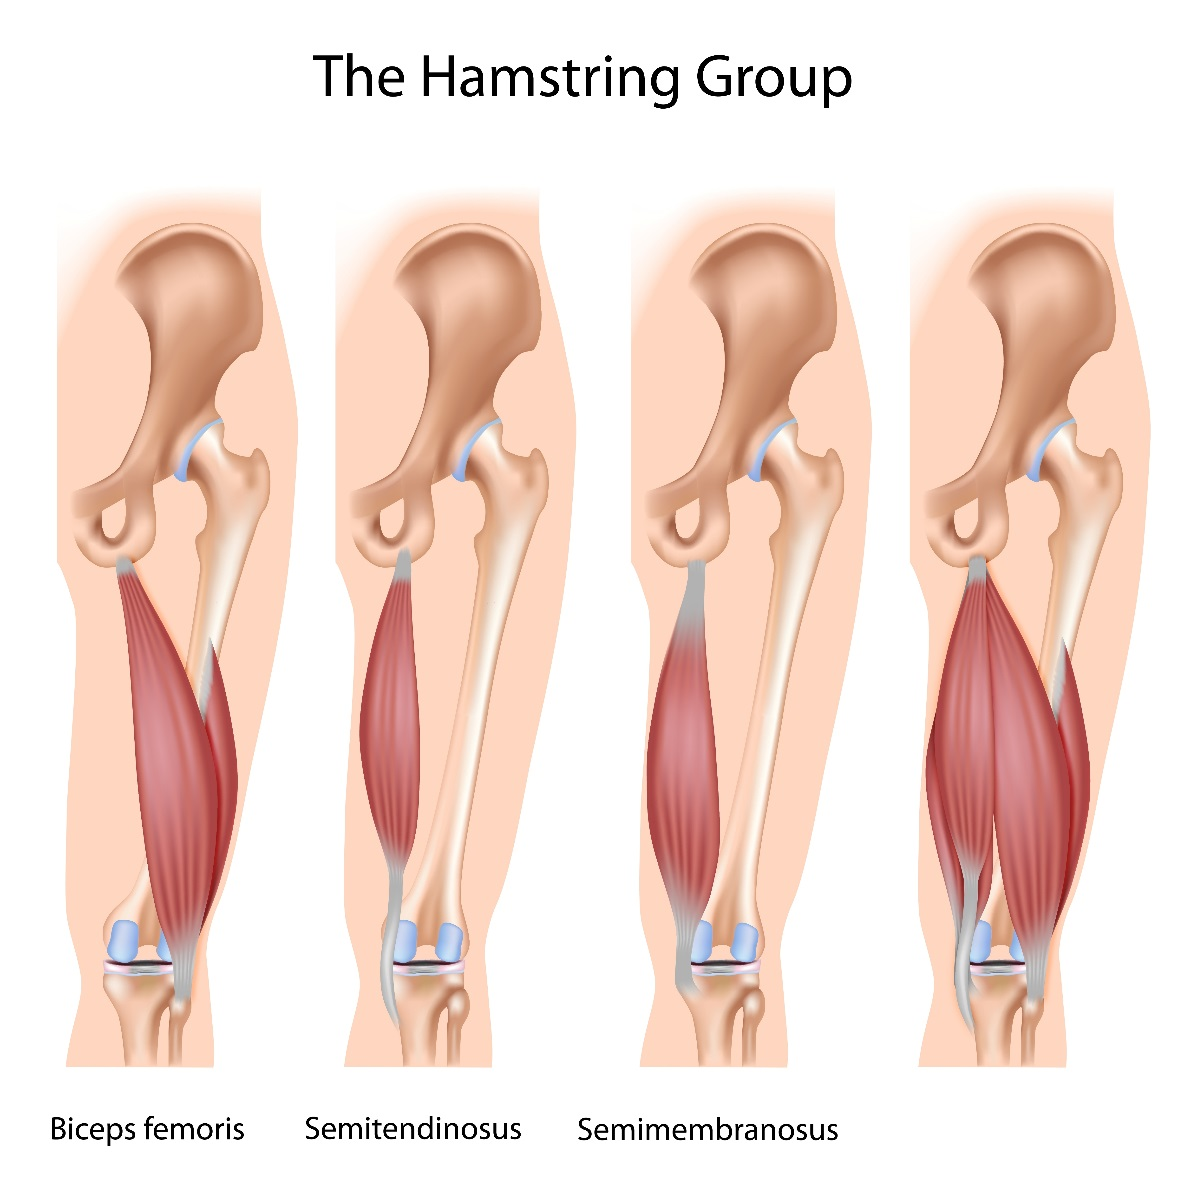 The Hamstring Group
Biceps femoris
Semitendinosus
Semimembranosus